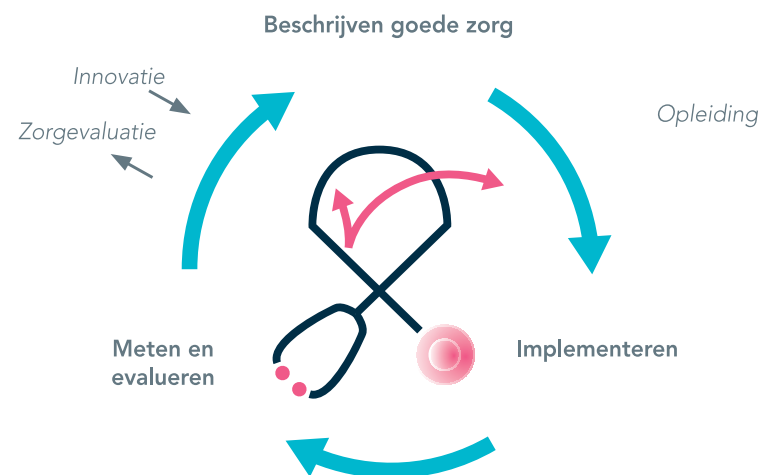 Beschrijven goede zorg
Innovatie
Opleiding
Zorgevaluatie
Meten en
evalueren
Implementeren